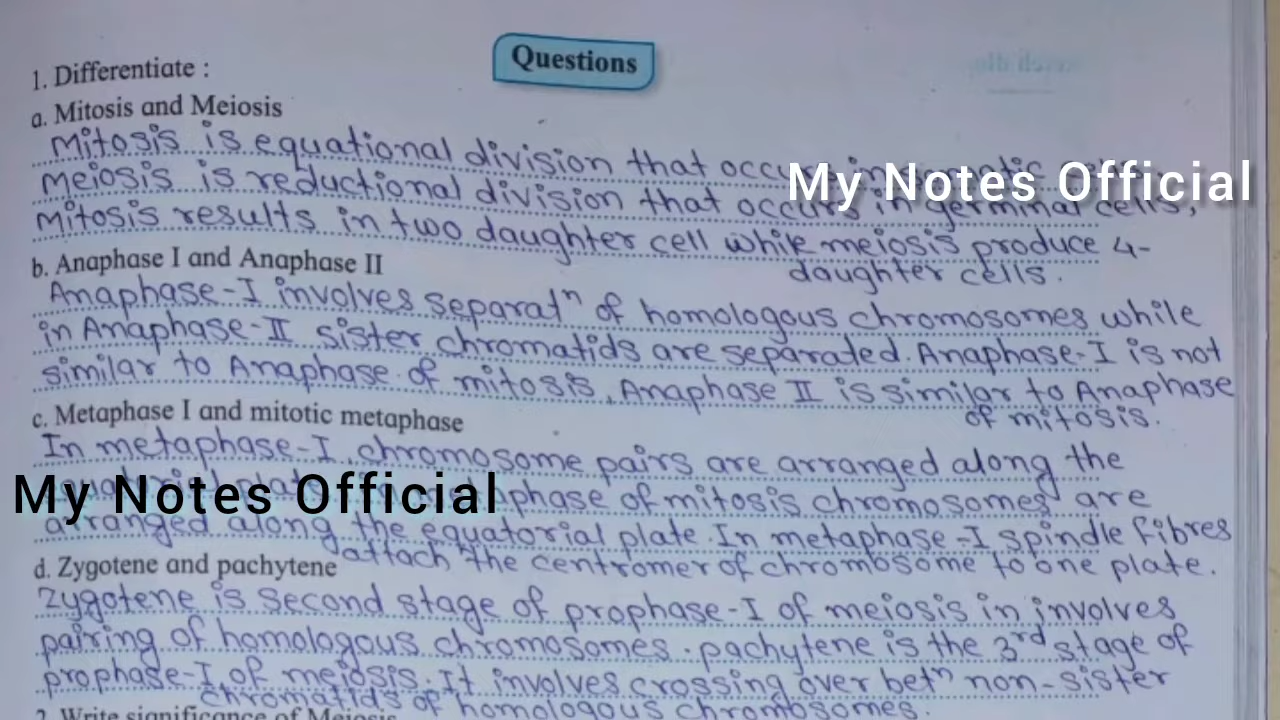 Questions
1. Differentiate :
a. Mitosis and Meiosis
Mitosis is equational division that occurs in
My Notes Official
Meiosis is reductional division that occurs in germinal cells,
Mitosis results in two daughter cell while meiosis produce 4-
daughter cells.
b. Anaphase I and Anaphase II
Anaphase-I involves separatⁿ of homologous chromosomes while
in Anaphase-II sister chromatids are separated. Anaphase-I is not
similar to Anaphase of mitosis, Anaphase II is similar to Anaphase
of mitosis.
c. Metaphase I and mitotic metaphase
In metaphase-I, chromosome pairs are arranged along the
My Notes Official
of mitosis chromosomes are
arranged along the equatorial plate. In metaphase-I spindle fibres
attach the centromer of chromosome to one plate.
d. Zygotene and pachytene
Zygotene is second stage of prophase-I of meiosis in involves
pairing of homologous chromosomes. pachytene is the 3rd stage of
prophase-I of meiosis. It involves crossing over betⁿ non-sister
chromatids of homologous chromosomes.
2. Write significance of Meiosis